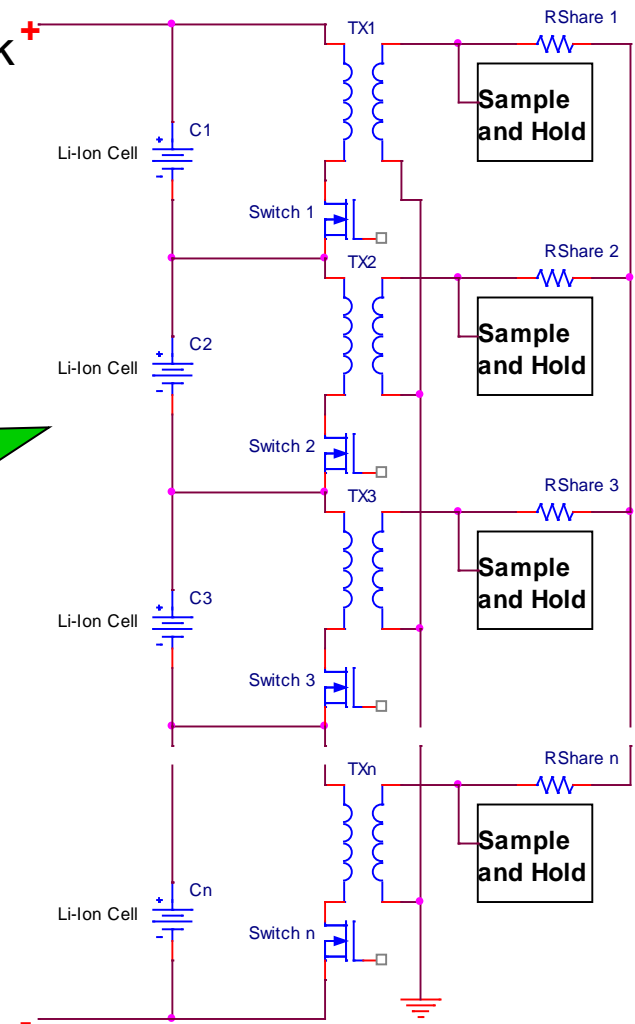 k
+
TX1
RShare 1
+
C1
Li-Ion Cell
-
Sample
and Hold
Switch 1
TX2
RShare 2
+
C2
Li-Ion Cell
-
Sample
and Hold
Switch 2
TX3
RShare 3
+
C3
Li-Ion Cell
-
Sample
and Hold
Switch 3
TXn
RShare n
+
Cn
Li-Ion Cell
-
Sample
and Hold
Switch n
-